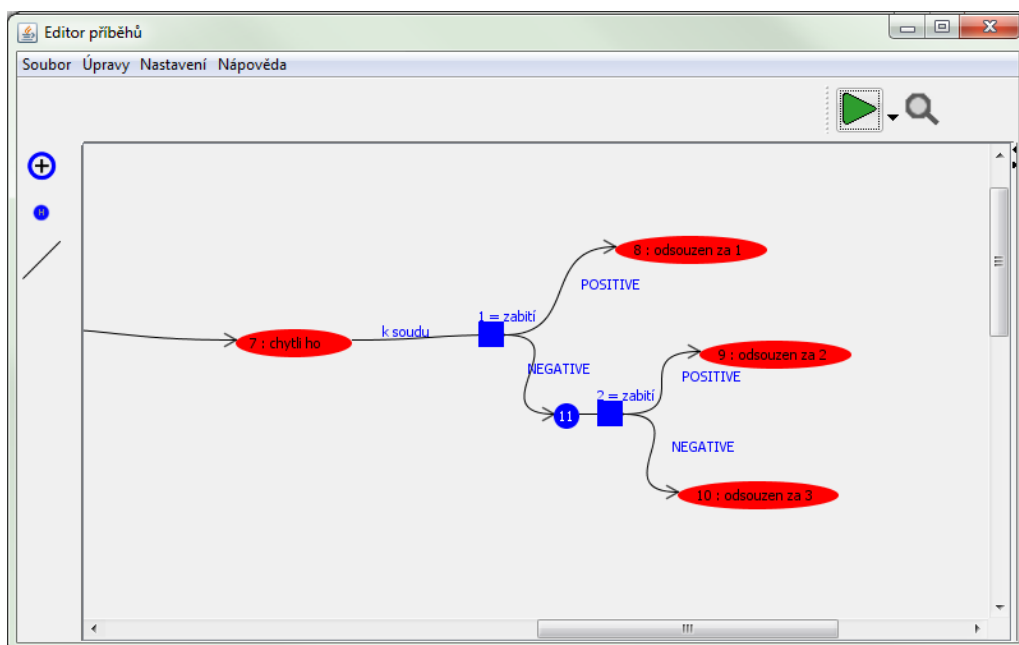 Editor příběhů
Soubor Úpravy Nastavení Nápověda
H
8 : odsouzen za 1
POSITIVE
1 = zabití
k soudu
7 : chytli ho
9 : odsouzen za 2
NEGATIVE
POSITIVE
2 = zabití
11
NEGATIVE
10 : odsouzen za 3